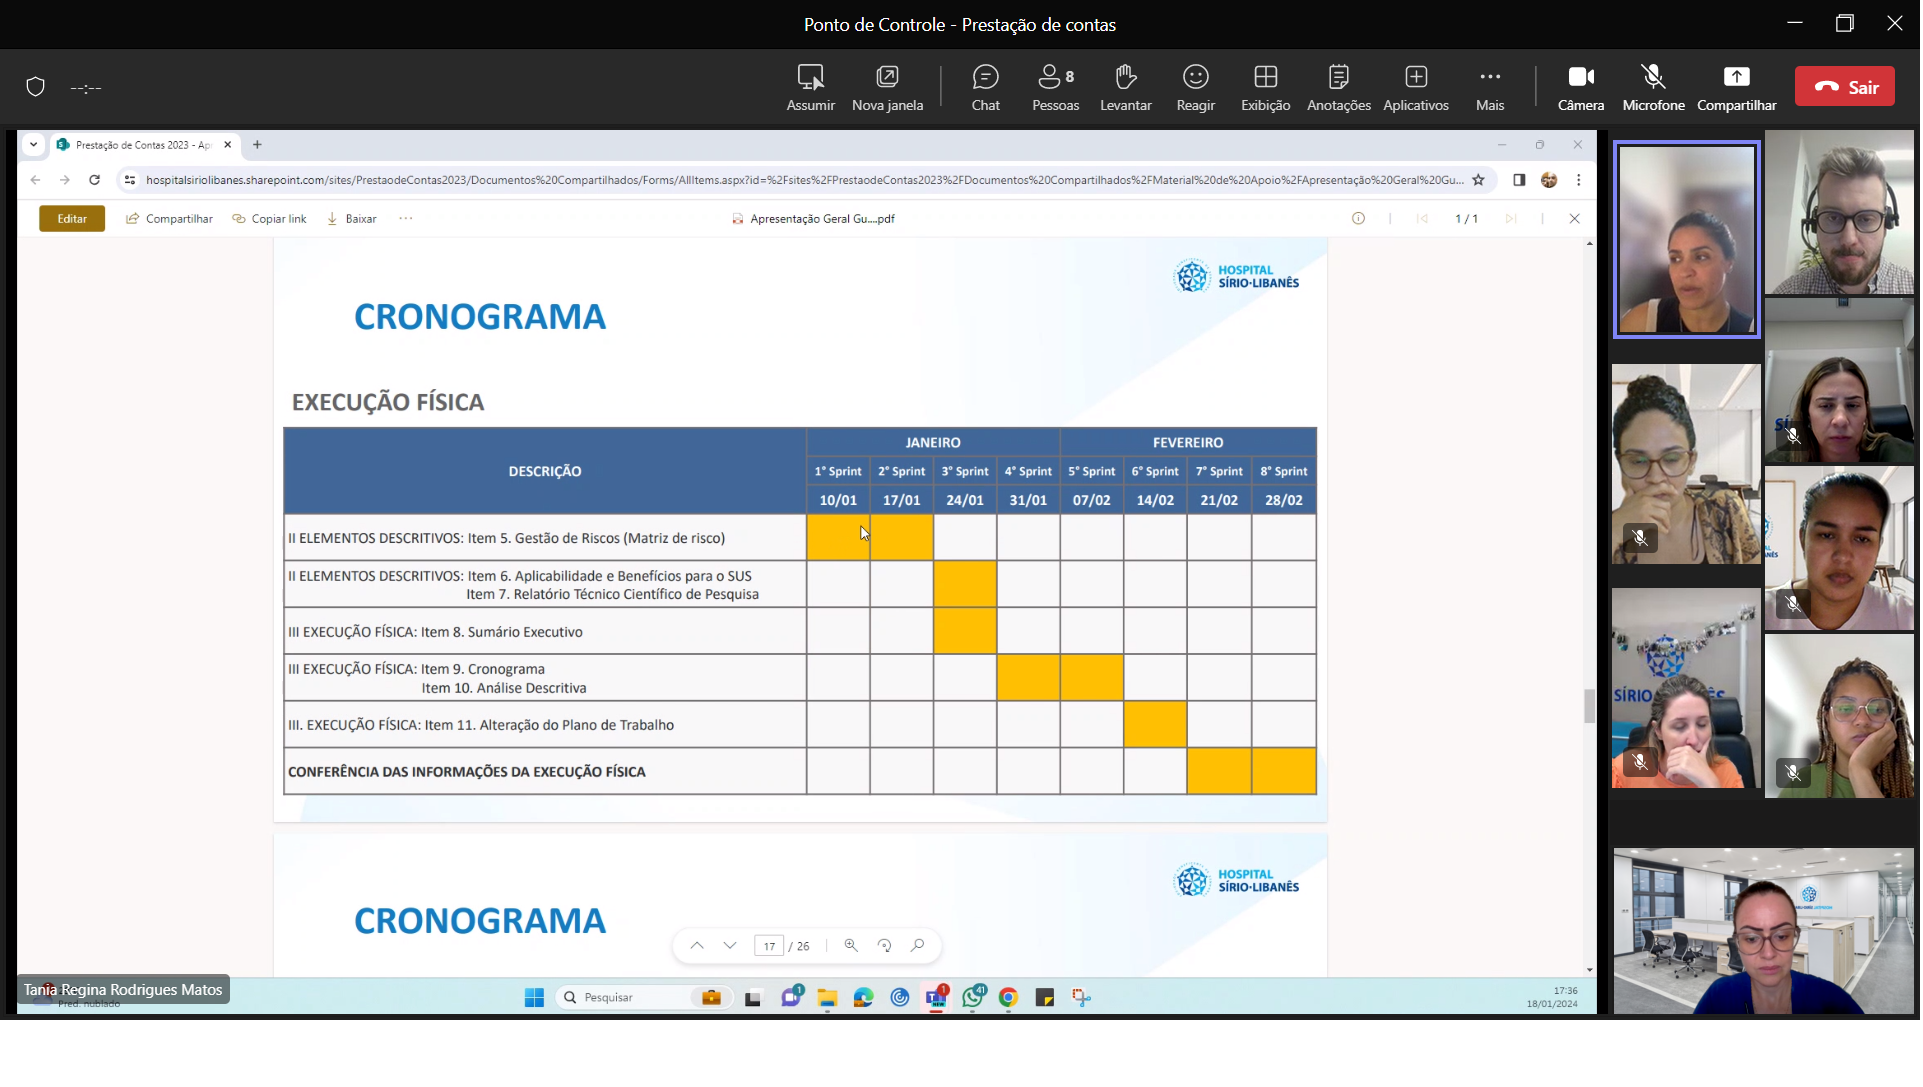 Ponto de Controle - Prestação de contas
--:--
Assumir
Nova janela
Chat
8
Pessoas
Levantar
Reagir
Exibição
Anotações
Aplicativos
Mais
Câmera
Microfone
Compartilhar
Sair
Prestação de Contas 2023 - Ap
hospitalsiriolibanes.sharepoint.com/sites/PrestaodeContas2023/Documentos%20Compartilhados/Forms/AllItems.aspx?id=%2Fsites%2FPrestaodeContas2023%2FDocumentos%20Compartilhados%2FMaterial%20de%20Apoio%2FApresentação%20Geral%20Gu...
Editar
Compartilhar
Copiar link
Baixar
Apresentação Geral Gu....pdf
1 / 1
HOSPITAL
SÍRIO-LIBANÊS
CRONOGRAMA
EXECUÇÃO FÍSICA
DESCRIÇÃO
JANEIRO
FEVEREIRO
1° Sprint
2° Sprint
3° Sprint
4° Sprint
5° Sprint
6° Sprint
7° Sprint
8° Sprint
10/01
17/01
24/01
31/01
07/02
14/02
21/02
28/02
II ELEMENTOS DESCRITIVOS: Item 5. Gestão de Riscos (Matriz de risco)
II ELEMENTOS DESCRITIVOS: Item 6. Aplicabilidade e Benefícios para o SUS
Item 7. Relatório Técnico Científico de Pesquisa
III EXECUÇÃO FÍSICA: Item 8. Sumário Executivo
III EXECUÇÃO FÍSICA: Item 9. Cronograma
Item 10. Análise Descritiva
III. EXECUÇÃO FÍSICA: Item 11. Alteração do Plano de Trabalho
CONFERÊNCIA DAS INFORMAÇÕES DA EXECUÇÃO FÍSICA
HOSPITAL
SÍRIO-LIBANÊS
CRONOGRAMA
17 / 26
Tania Regina Rodrigues Matos
Pred. nublado
Pesquisar
1
1
41
17:36
18/01/2024